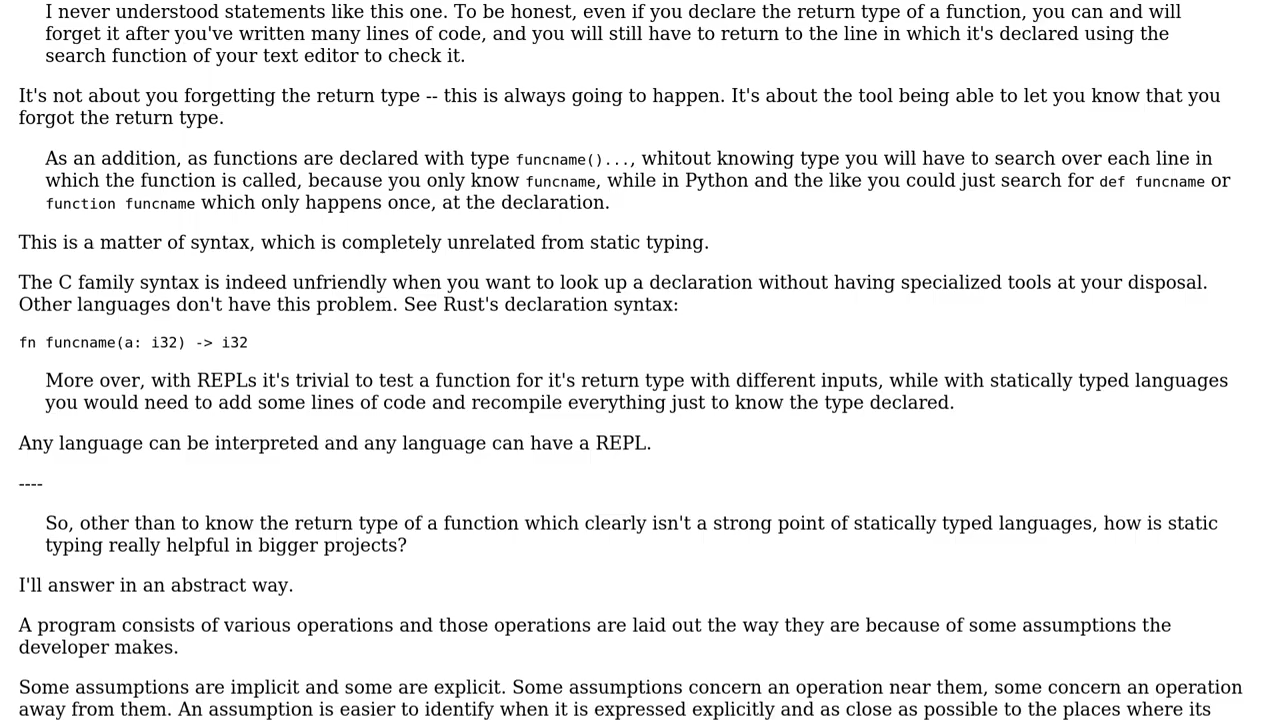 I never understood statements like this one. To be honest, even if you declare the return type of a function, you can and will
forget it after you've written many lines of code, and you will still have to return to the line in which it's declared using the
search function of your text editor to check it.
It's not about you forgetting the return type -- this is always going to happen. It's about the tool being able to let you know that you
forgot the return type.
As an addition, as functions are declared with type funcname()..., whitout knowing type you will have to search over each line in
which the function is called, because you only know funcname, while in Python and the like you could just search for def funcname or
function funcname which only happens once, at the declaration.
This is a matter of syntax, which is completely unrelated from static typing.
The C family syntax is indeed unfriendly when you want to look up a declaration without having specialized tools at your disposal.
Other languages don't have this problem. See Rust's declaration syntax:
fn funcname(a: i32) -> i32
More over, with REPLs it's trivial to test a function for it's return type with different inputs, while with statically typed languages
you would need to add some lines of code and recompile everything just to know the type declared.
Any language can be interpreted and any language can have a REPL.
----
So, other than to know the return type of a function which clearly isn't a strong point of statically typed languages, how is static
typing really helpful in bigger projects?
I'll answer in an abstract way.
A program consists of various operations and those operations are laid out the way they are because of some assumptions the
developer makes.
Some assumptions are implicit and some are explicit. Some assumptions concern an operation near them, some concern an operation
away from them. An assumption is easier to identify when it is expressed explicitly and as close as possible to the places where its